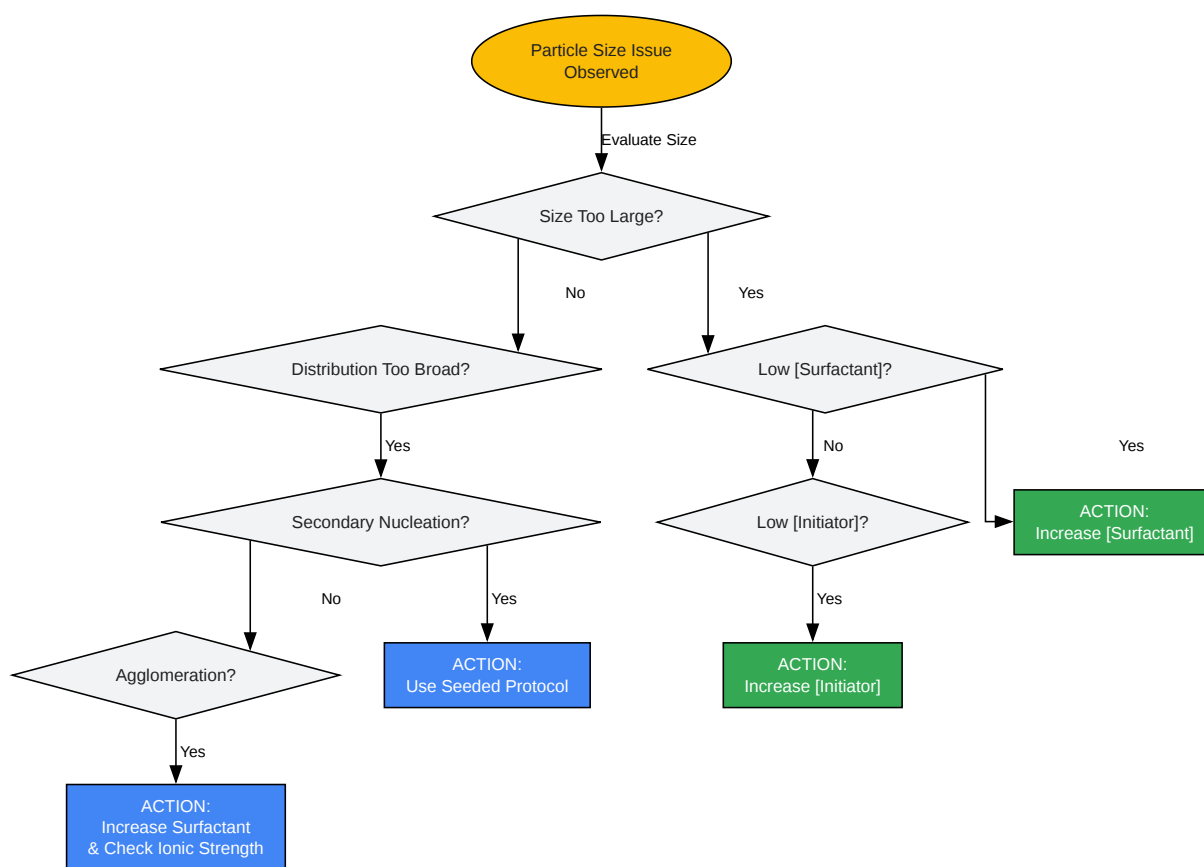 Particle Size Issue
Observed
Evaluate Size
Size Too Large?
No
Yes
Distribution Too Broad?
Low [Surfactant]?
Yes
No
Yes
Secondary Nucleation?
Low [Initiator]?
ACTION:
Increase [Surfactant]
No
Yes
Yes
Agglomeration?
ACTION:
Use Seeded Protocol
ACTION:
Increase [Initiator]
Yes
ACTION:
Increase Surfactant
& Check Ionic Strength